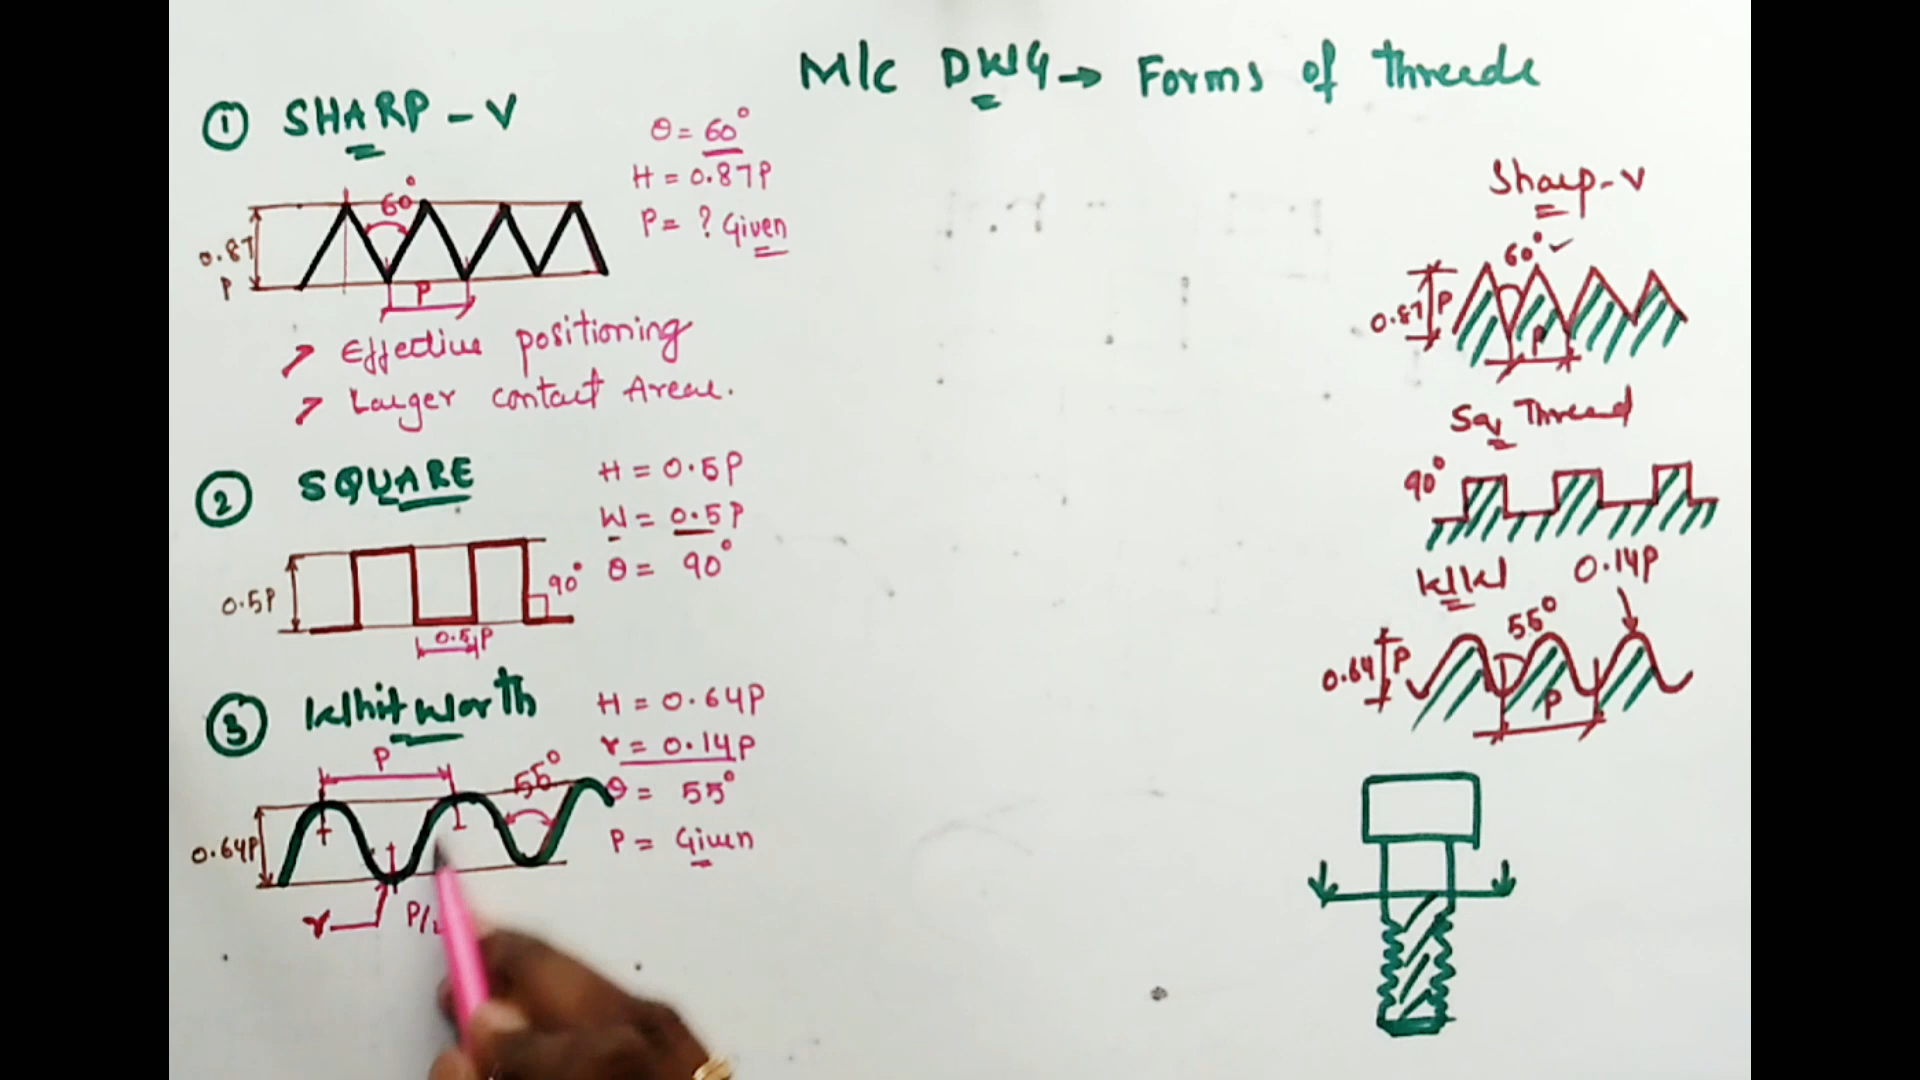 M/c DWG → Forms of threads
① SHARP - V
θ = 60°
H = 0.87P
P = ? Given
60°
0.87
P
P
↗ Effective positioning
↗ Larger contact Area.
② SQUARE
H = 0.5P
W = 0.5P
θ = 90°
90°
0.5P
0.5P
③ Whitworth
H = 0.64P
r = 0.14P
θ = 55°
P = Given
P
55°
0.64P
r
P/
Sharp-V
60° ✓
0.87 P
P
Sq Thread
90°
WW
0.14P
55°
0.64 P
P